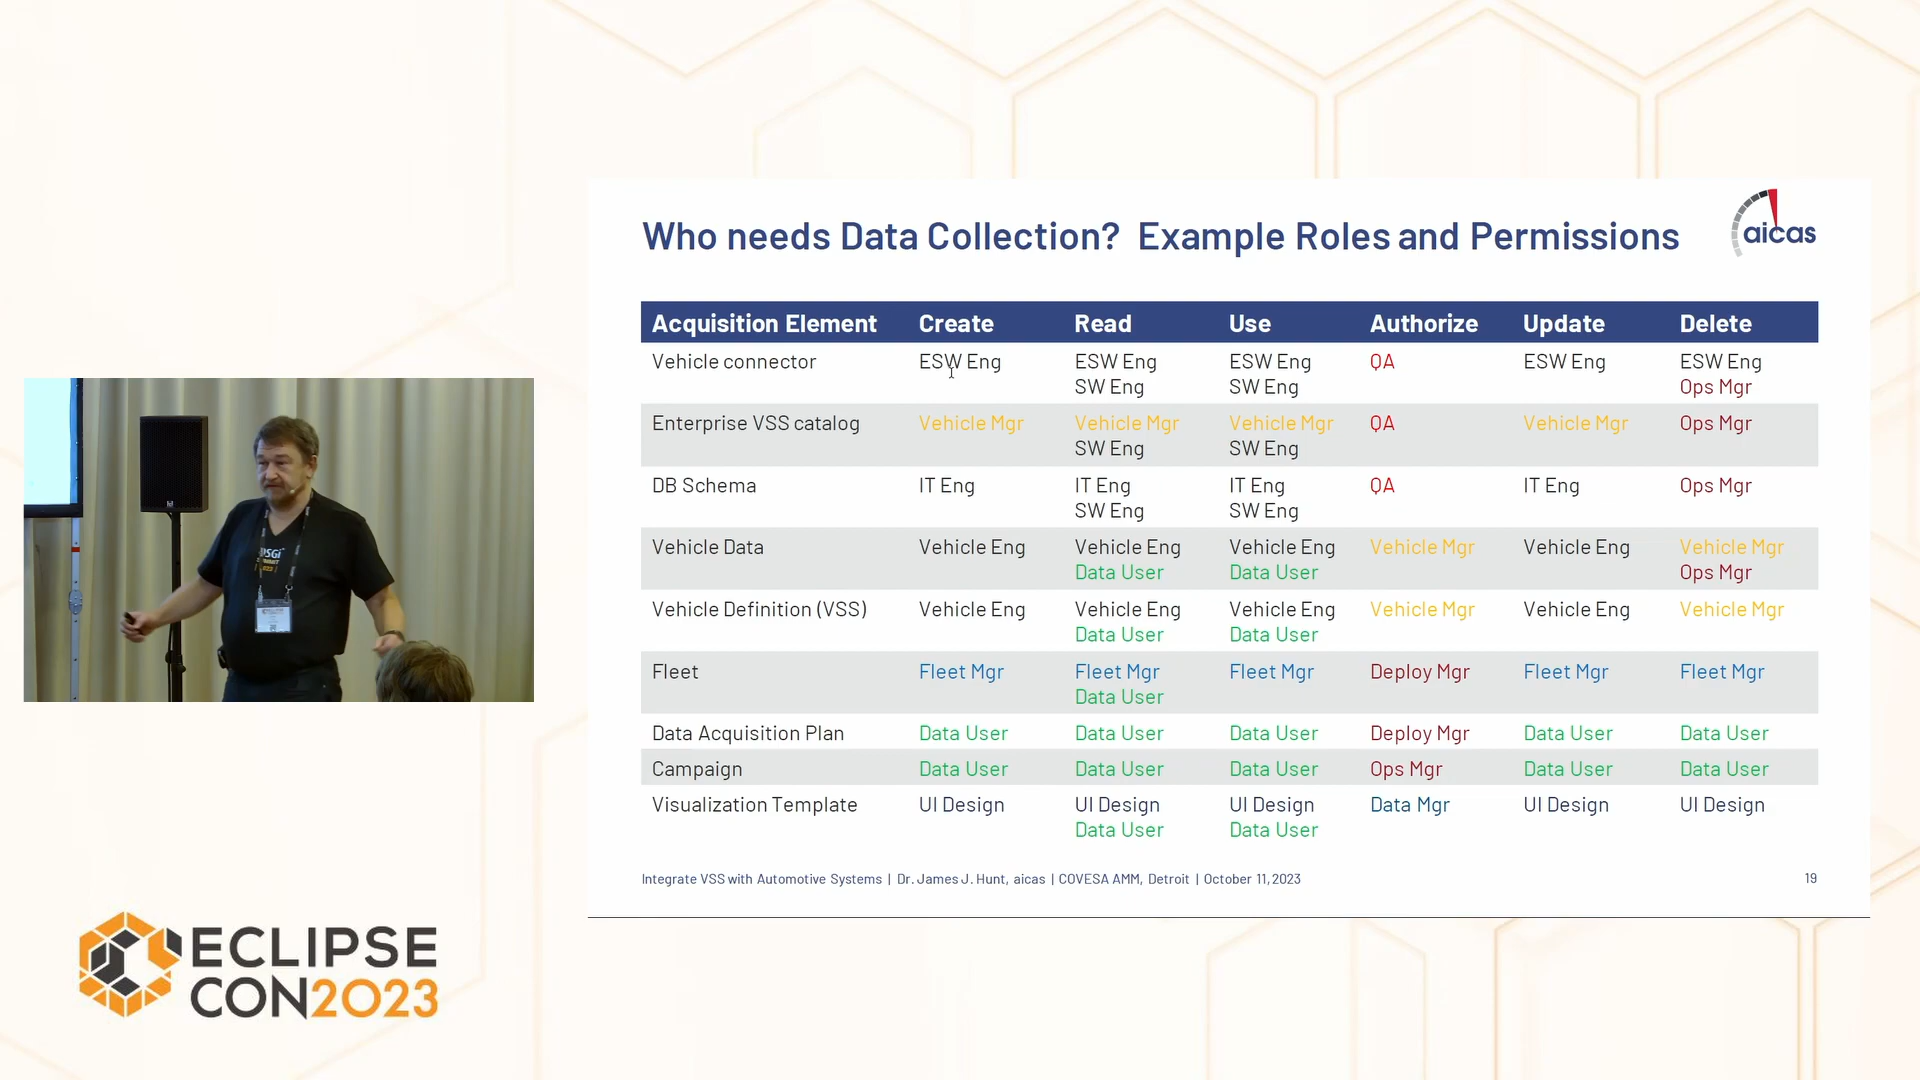 Who needs Data Collection? Example Roles and Permissions
aicas
Acquisition Element Create Read Use Authorize Update Delete
Vehicle connector ESW Eng ESW Eng ESW Eng QA ESW Eng ESW Eng
SW Eng SW Eng Ops Mgr
Enterprise VSS catalog Vehicle Mgr Vehicle Mgr Vehicle Mgr QA Vehicle Mgr Ops Mgr
SW Eng SW Eng
DB Schema IT Eng IT Eng IT Eng QA IT Eng Ops Mgr
SW Eng SW Eng
Vehicle Data Vehicle Eng Vehicle Eng Vehicle Eng Vehicle Mgr Vehicle Eng Vehicle Mgr
Data User Data User Ops Mgr
Vehicle Definition (VSS) Vehicle Eng Vehicle Eng Vehicle Eng Vehicle Mgr Vehicle Eng Vehicle Mgr
Data User Data User
Fleet Fleet Mgr Fleet Mgr Fleet Mgr Deploy Mgr Fleet Mgr Fleet Mgr
Data User
Data Acquisition Plan Data User Data User Data User Deploy Mgr Data User Data User
Campaign Data User Data User Data User Ops Mgr Data User Data User
Visualization Template UI Design UI Design UI Design Data Mgr UI Design UI Design
Data User Data User
Integrate VSS with Automotive Systems | Dr. James J. Hunt, aicas | COVESA AMM, Detroit | October 11, 2023 19
ECLIPSE
CON2023